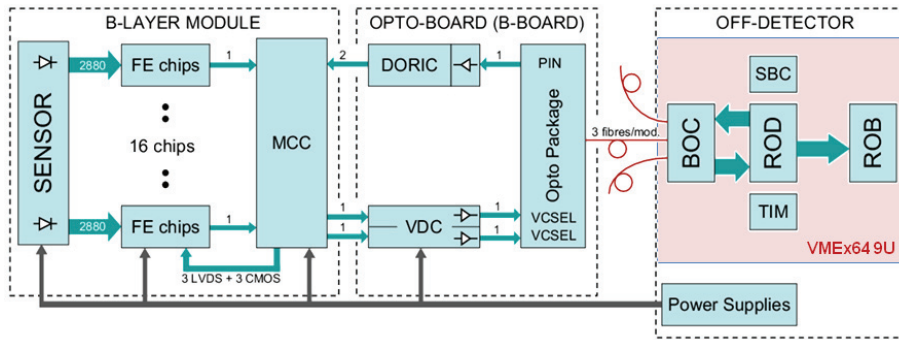 B-LAYER MODULE
OPTO-BOARD (B-BOARD)
OFF-DETECTOR
SENSOR
2880
FE chips
1
16 chips
2880
FE chips
1
MCC
3 LVDS + 3 CMOS
2
DORIC
1
PIN
Opto Package
1
1
VDC
1
1
VCSEL
VCSEL
3 fibres/mod.
BOC
SBC
ROD
TIM
ROB
VMEx64 9U
Power Supplies